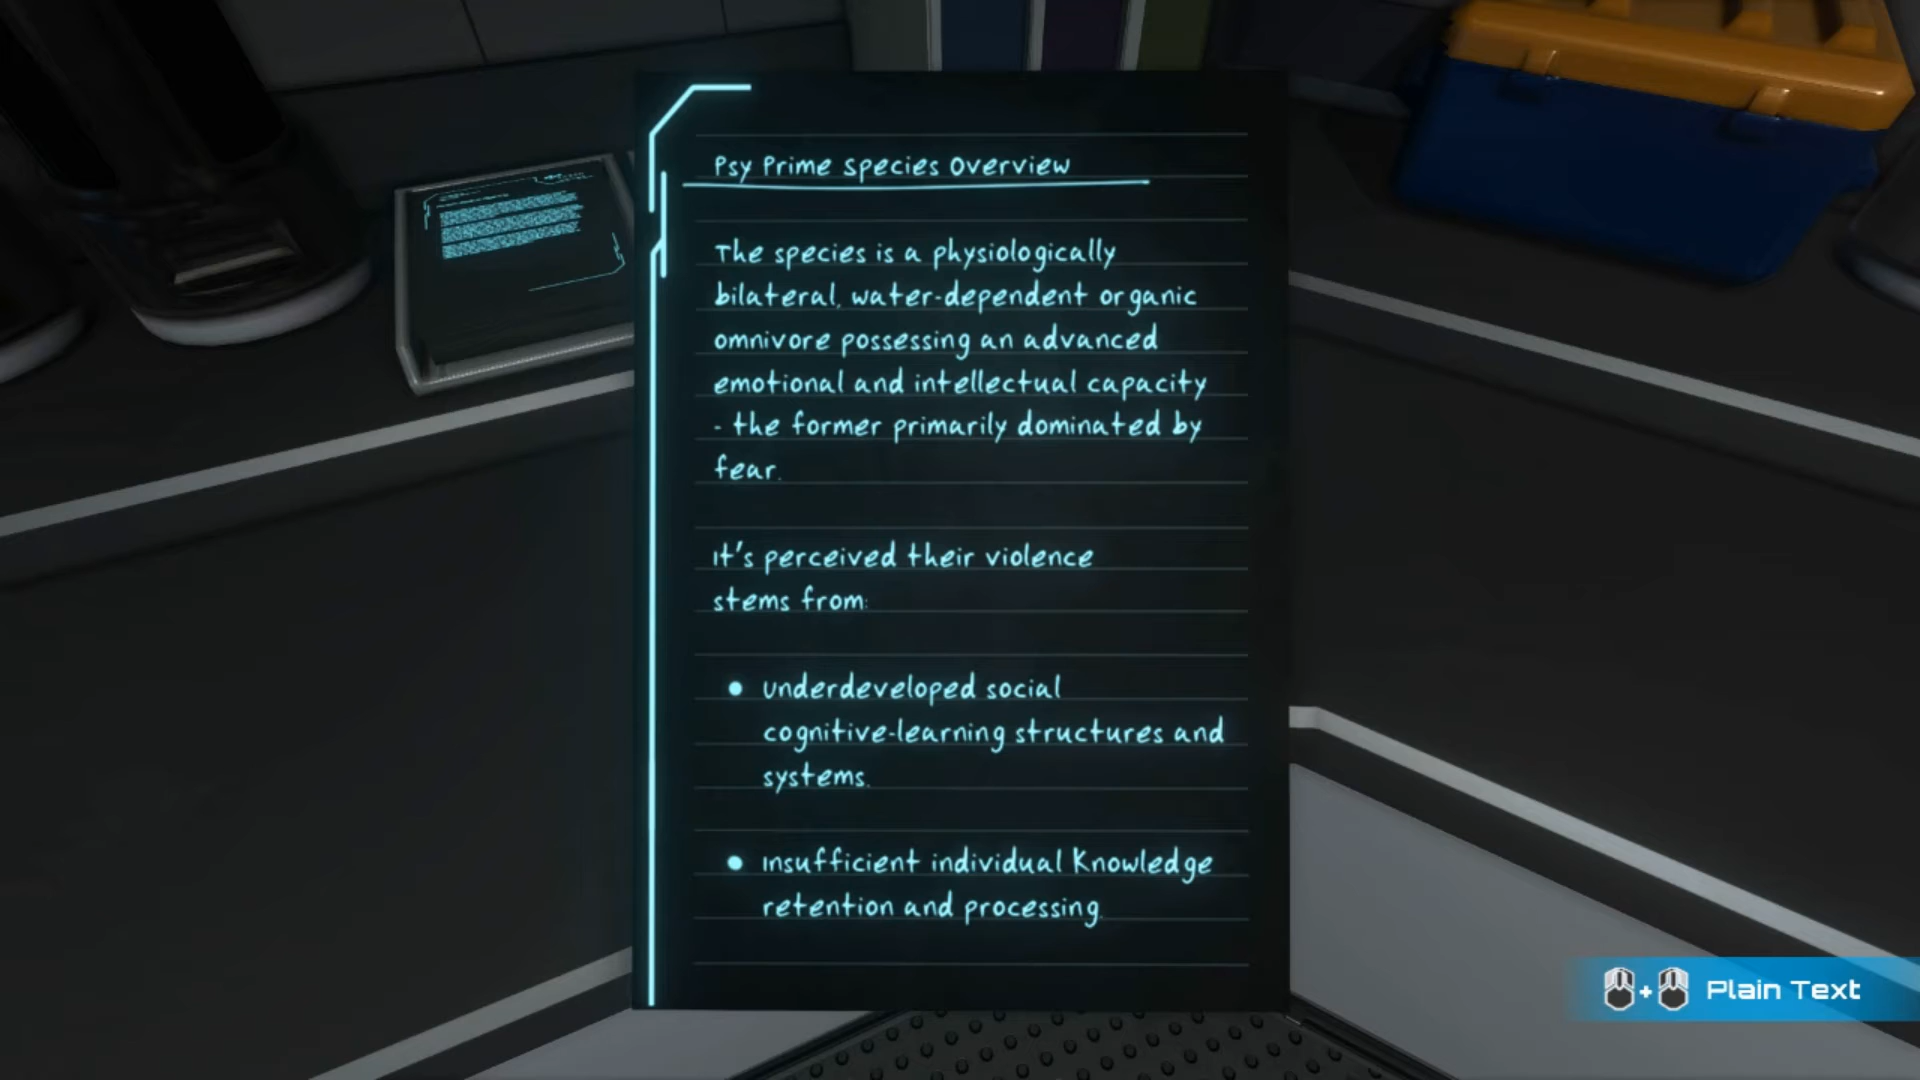 Psy Prime Species Overview
The species is a physiologically
bilateral, water-dependent organic
omnivore possessing an advanced
emotional and intellectual capacity
- the former primarily dominated by
fear.
It's perceived their violence
stems from:
• Underdeveloped social
cognitive-learning structures and
systems.
• Insufficient individual knowledge
retention and processing.
+ Plain Text